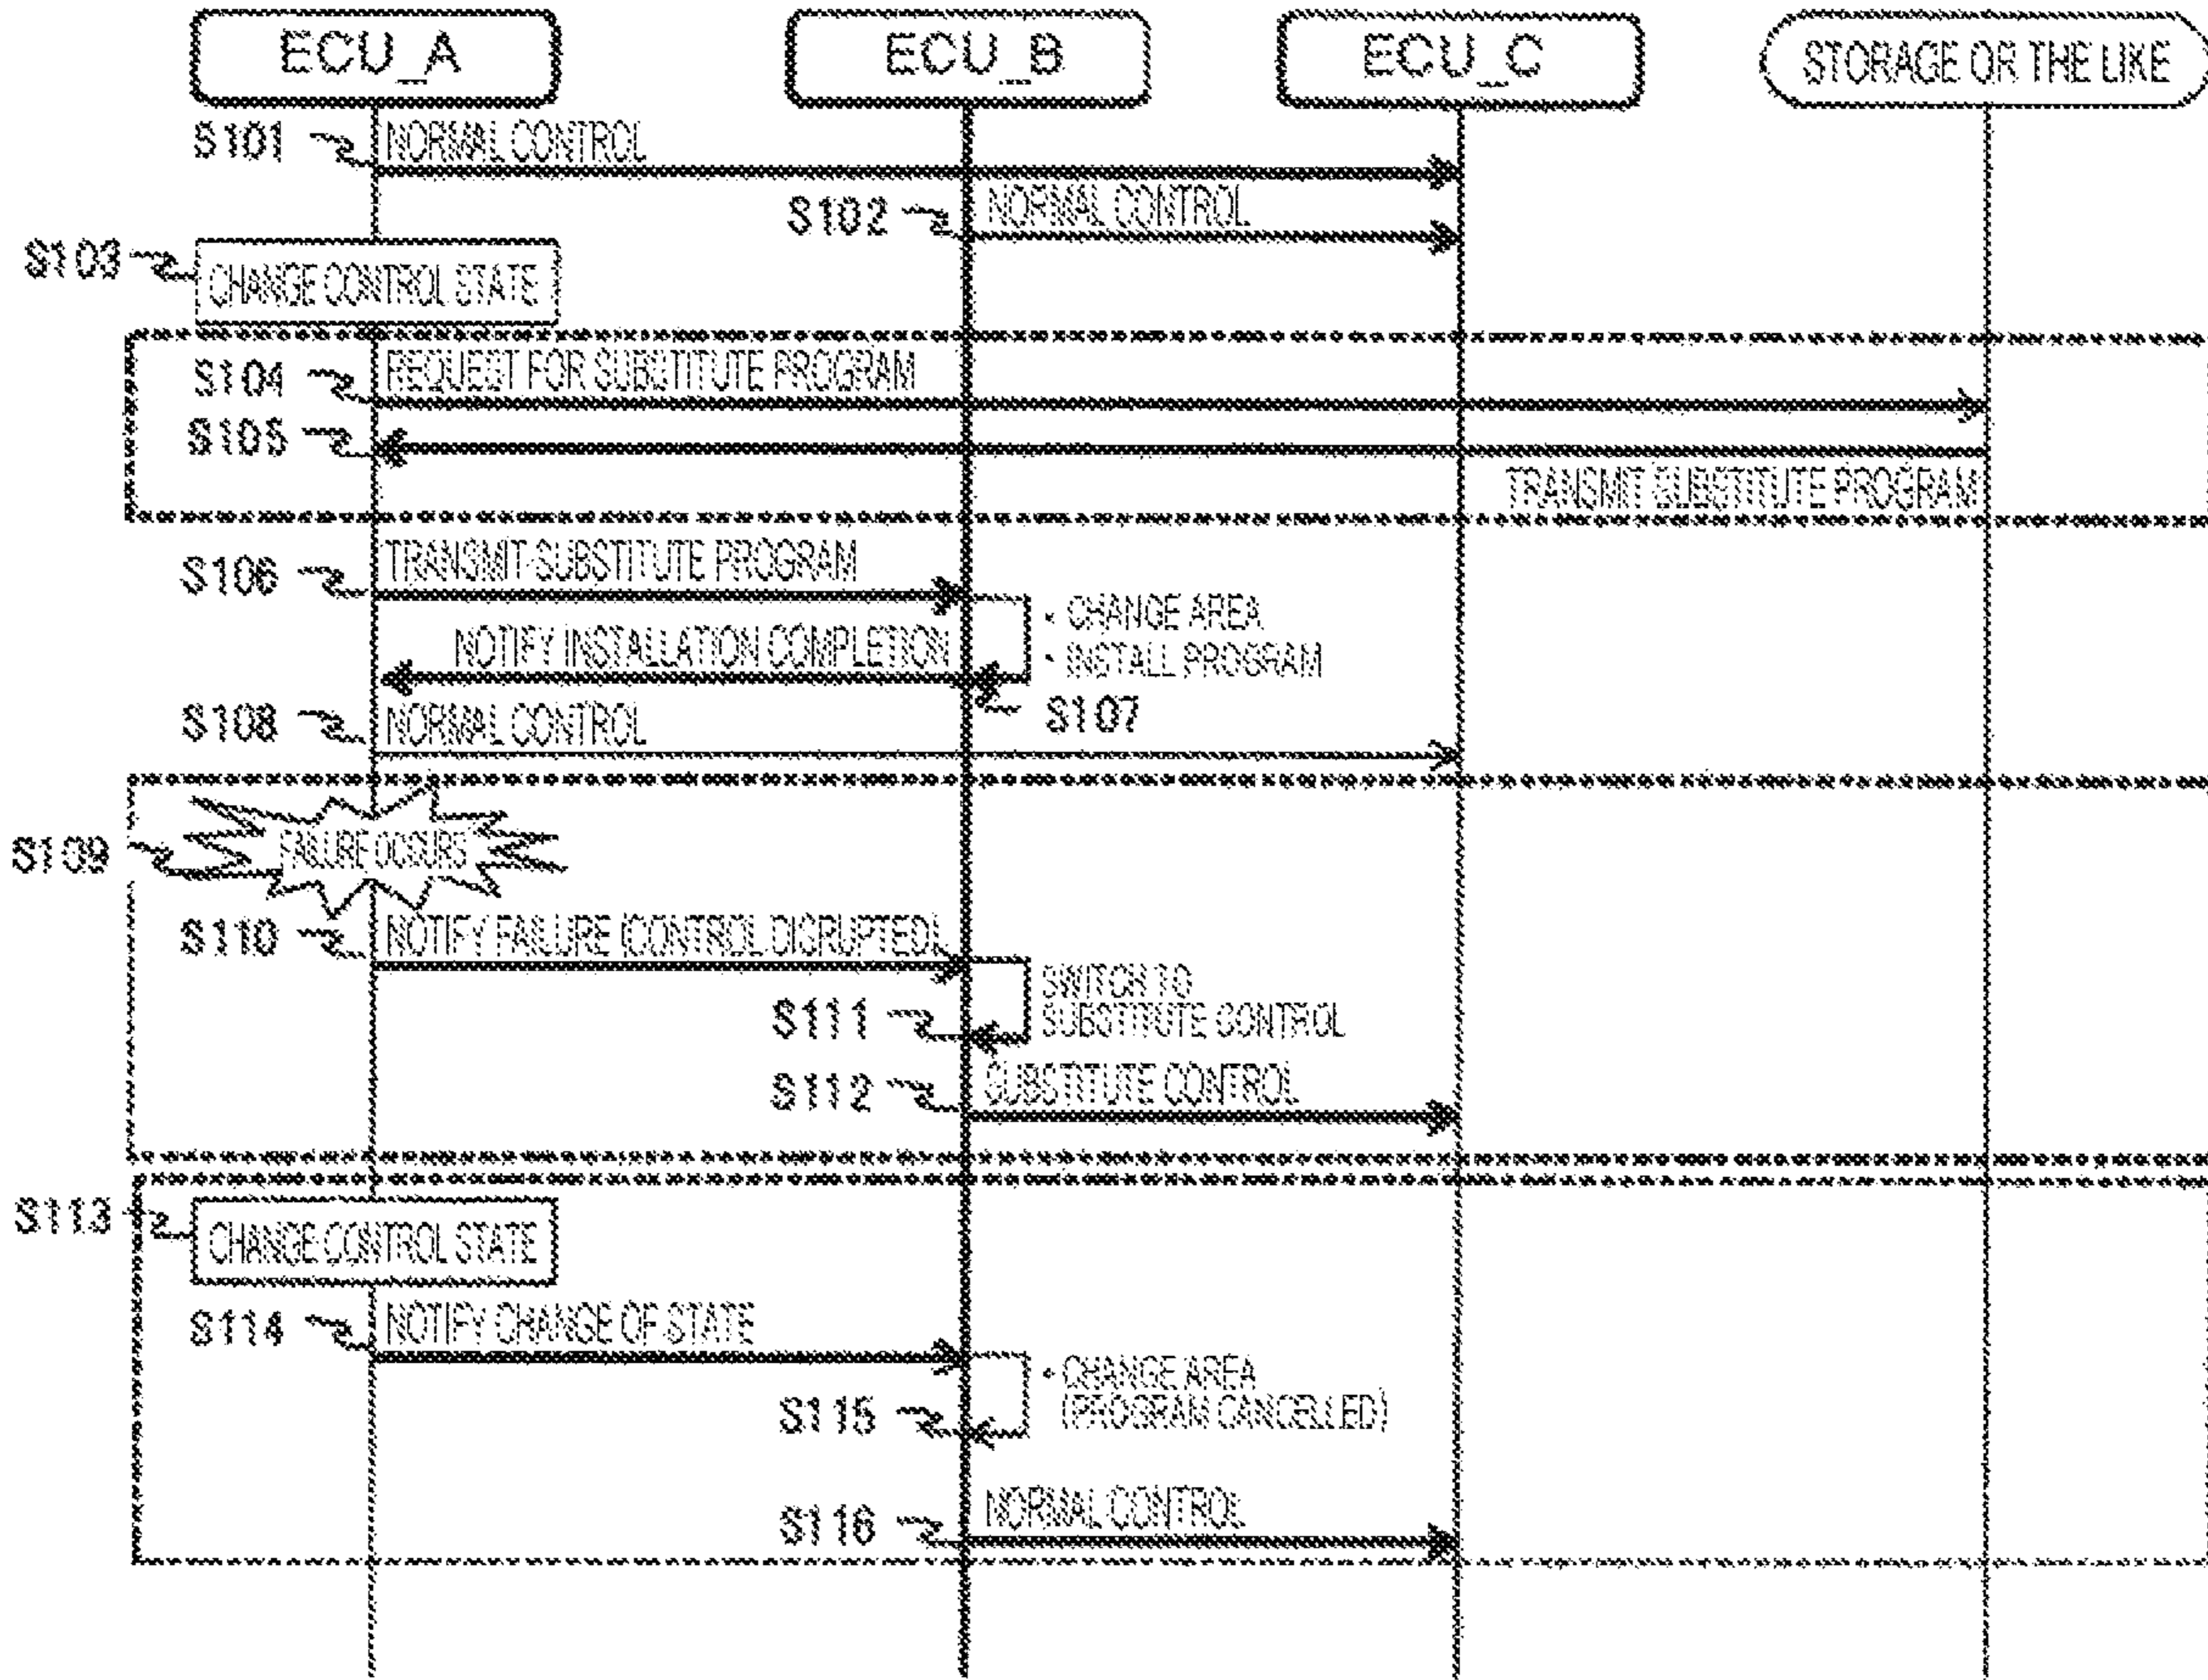 ECU_A
ECU_B
ECU_C
STORAGE OR THE LIKE
S101
NORMAL CONTROL
S102
NORMAL CONTROL
S103
CHANGE CONTROL STATE
S104
REQUEST FOR SUBSTITUTE PROGRAM
S105
TRANSMIT SUBSTITUTE PROGRAM
S106
TRANSMIT SUBSTITUTE PROGRAM
• CHANGE AREA
• INSTALL PROGRAM
NOTIFY INSTALLATION COMPLETION
S107
S108
NORMAL CONTROL
S109
FAILURE OCCURS
S110
NOTIFY FAILURE (CONTROL DISRUPTED)
S111
SWITCH TO
SUBSTITUTE CONTROL
S112
SUBSTITUTE CONTROL
S113
CHANGE CONTROL STATE
S114
NOTIFY CHANGE OF STATE
S115
• CHANGE AREA
(PROGRAM CANCELLED)
S116
NORMAL CONTROL